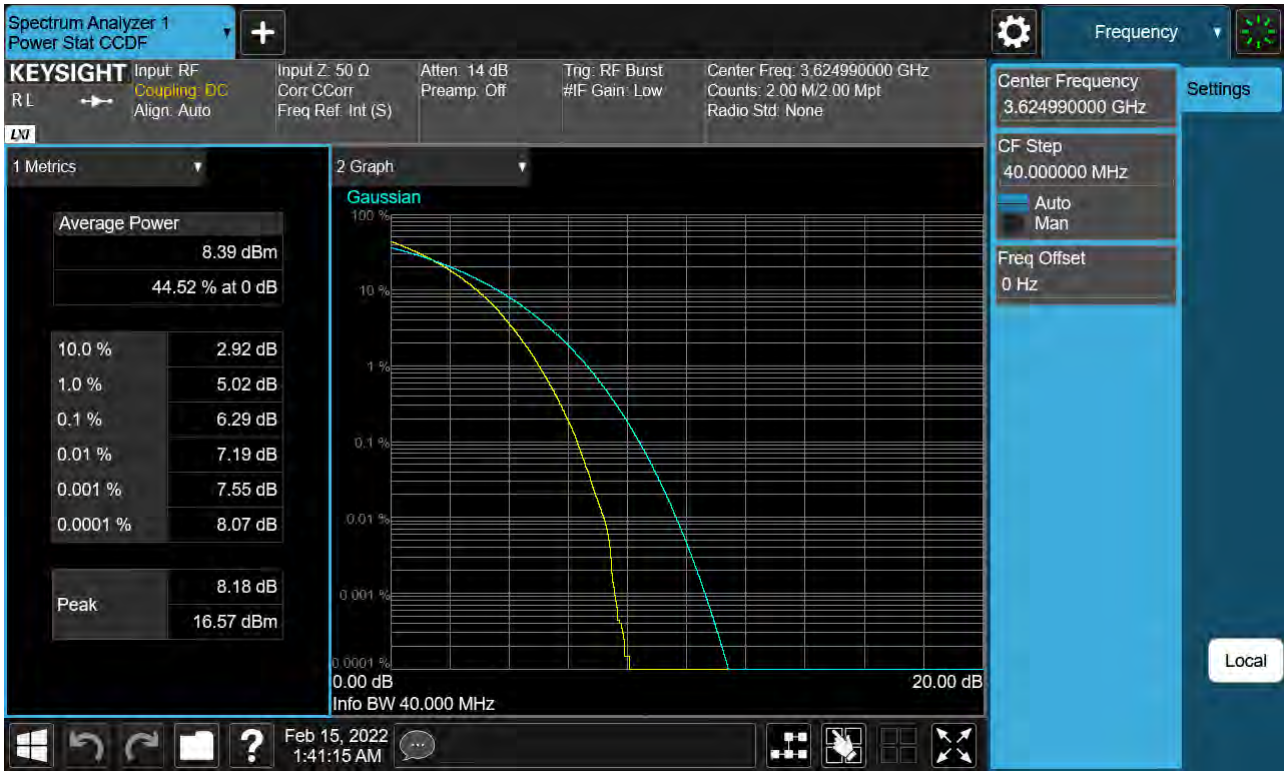 Spectrum Analyzer 1
Power Stat CCDF
Frequency
KEYSIGHT
R L
LXI
Input: RF
Coupling: DC
Align: Auto
Input Z: 50 Ω
Corr CCorr
Freq Ref: Int (S)
Atten: 14 dB
Preamp: Off
Trig: RF Burst
#IF Gain: Low
Center Freq: 3.624990000 GHz
Counts: 2.00 M/2.00 Mpt
Radio Std: None
Center Frequency
3.624990000 GHz
Settings
CF Step
40.000000 MHz
Auto
Man
Freq Offset
0 Hz
Local
1 Metrics
Average Power
8.39 dBm
44.52 % at 0 dB
10.0 % 2.92 dB
1.0 % 5.02 dB
0.1 % 6.29 dB
0.01 % 7.19 dB
0.001 % 7.55 dB
0.0001 % 8.07 dB
Peak
8.18 dB
16.57 dBm
2 Graph
Gaussian
100 %
10 %
1 %
0.1 %
0.01 %
0.001 %
0.0001 %
0.00 dB 20.00 dB
Info BW 40.000 MHz
?
Feb 15, 2022
1:41:15 AM